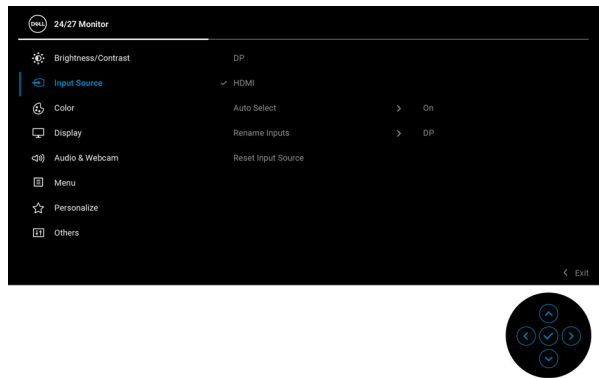 DELL 24/27 Monitor
Brightness/Contrast DP
Input Source HDMI
Color Auto Select On
Display Rename Inputs DP
Audio & Webcam Reset Input Source
Menu
Personalize
Others
Exit